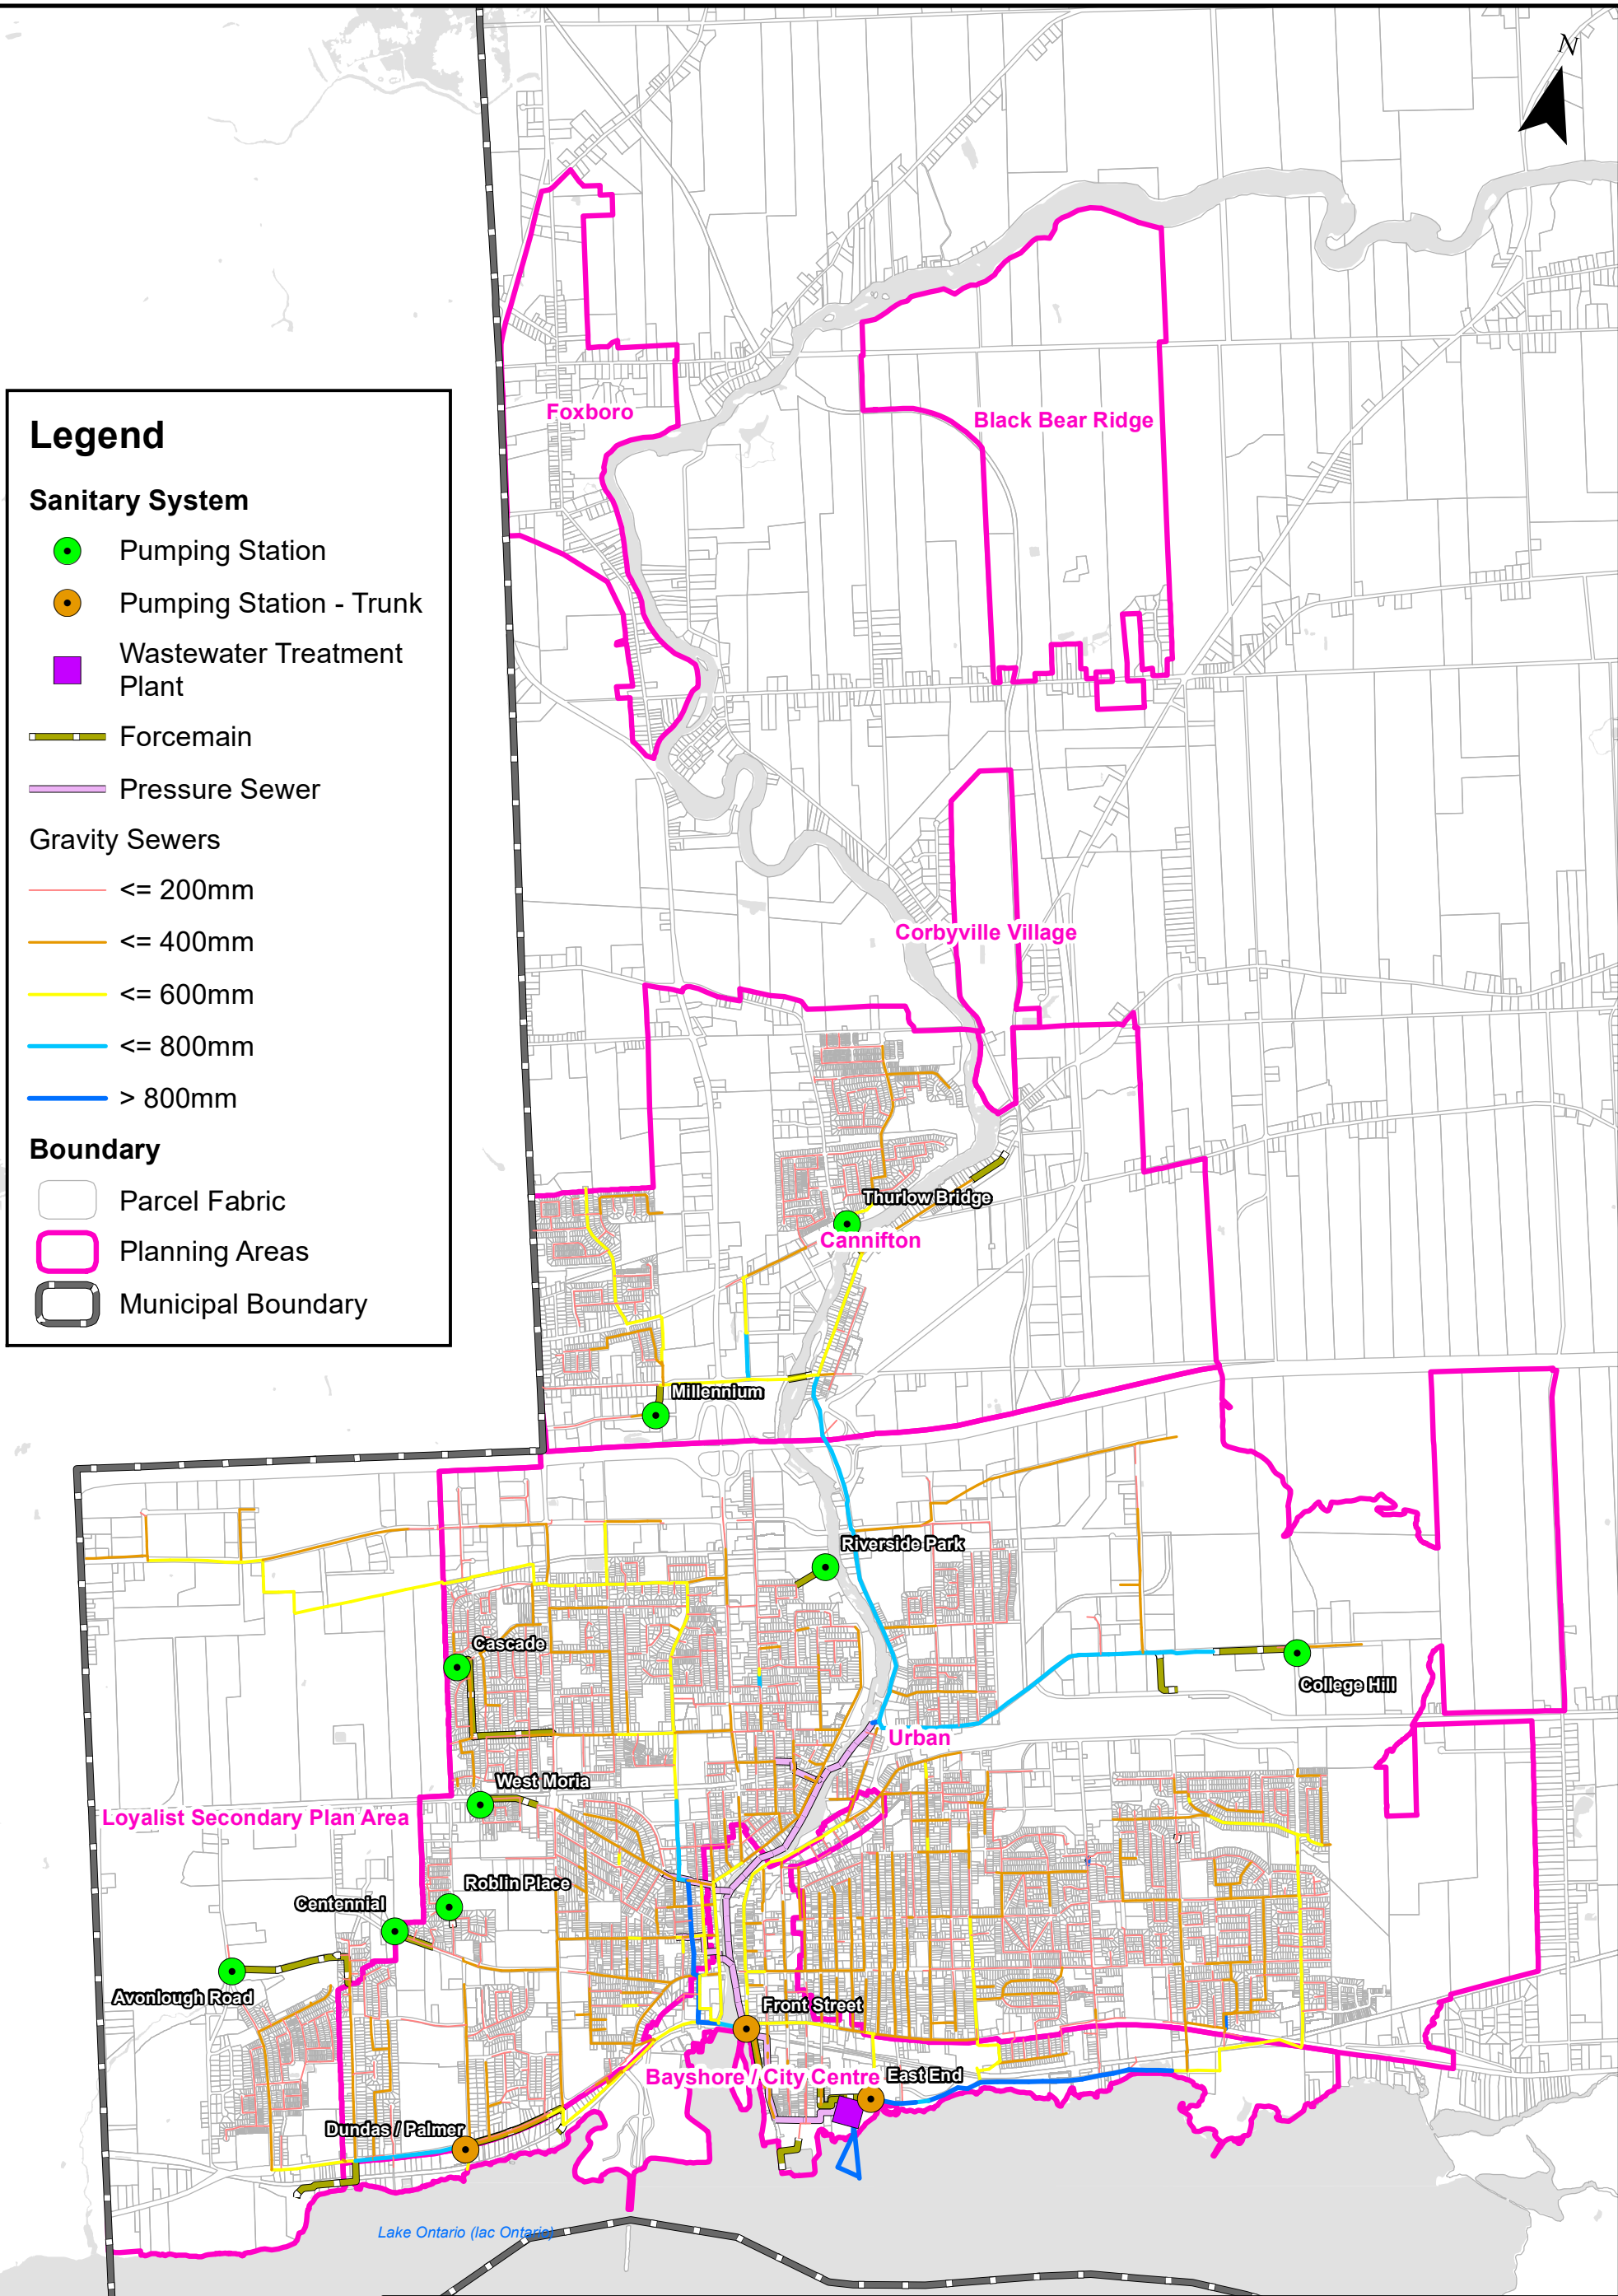 N
Foxboro
Black Bear Ridge
Legend
Sanitary System
Pumping Station
Pumping Station - Trunk
Wastewater Treatment
Plant
Forcemain
Pressure Sewer
Gravity Sewers
<= 200mm
<= 400mm
<= 600mm
<= 800mm
> 800mm
Boundary
Parcel Fabric
Planning Areas
Municipal Boundary
Corbyville Village
Thurlow Bridge
Cannifton
Millennium
Riverside Park
Cascade
College Hill
Urban
West Moria
Loyalist Secondary Plan Area
Roblin Place
Centennial
Avonlough Road
Front Street
Bayshore / City Centre
East End
Dundas / Palmer
Lake Ontario (lac Ontario)